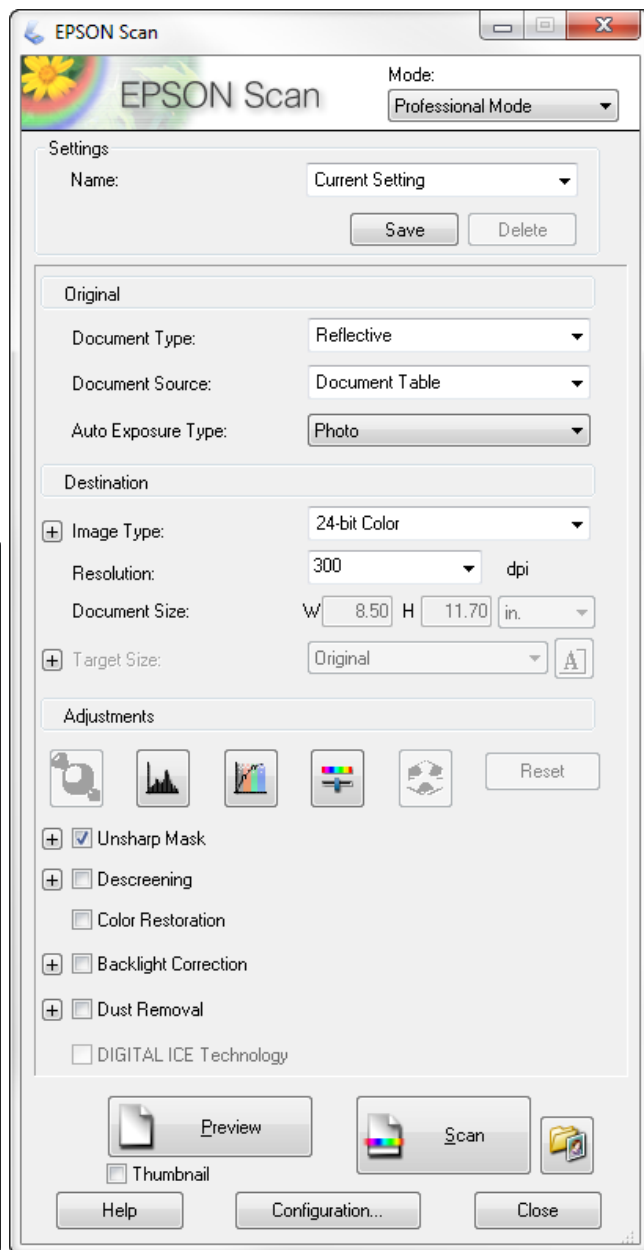 EPSON Scan
EPSON Scan
Mode:
Professional Mode
Settings
Name: Current Setting
Save Delete
Original
Document Type: Reflective
Document Source: Document Table
Auto Exposure Type: Photo
Destination
Image Type: 24-bit Color
Resolution: 300 dpi
Document Size: W 8.50 H 11.70 in.
Target Size: Original A
Adjustments
Reset
Unsharp Mask
Descreening
Color Restoration
Backlight Correction
Dust Removal
DIGITAL ICE Technology
Preview Scan
Thumbnail
Help Configuration... Close